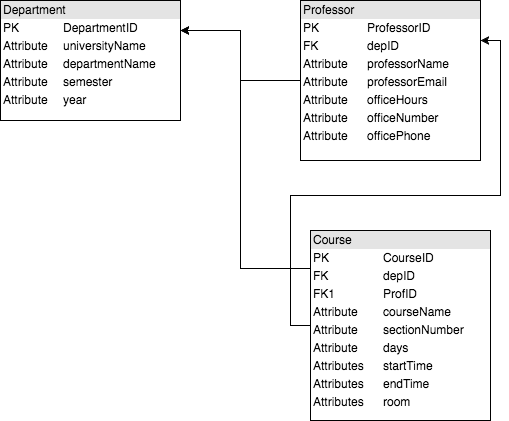 Department
PK DepartmentID
Attribute universityName
Attribute departmentName
Attribute semester
Attribute year
Professor
PK ProfessorID
FK depID
Attribute professorName
Attribute professorEmail
Attribute officeHours
Attribute officeNumber
Attribute officePhone
Course
PK CourseID
FK depID
FK1 ProfID
Attribute courseName
Attribute sectionNumber
Attribute days
Attributes startTime
Attributes endTime
Attributes room